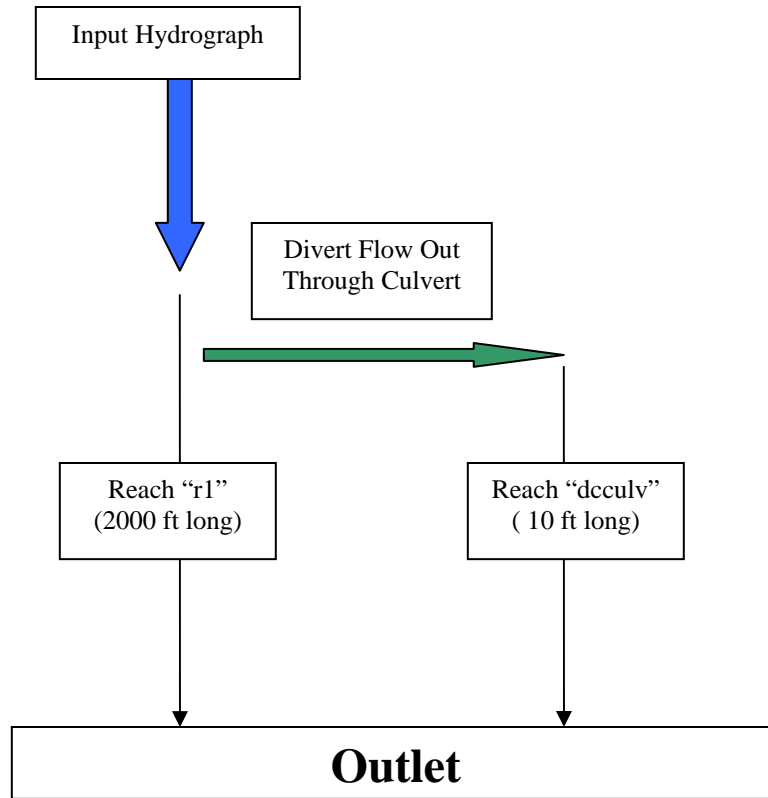 Input Hydrograph
Divert Flow Out
Through Culvert
Reach “r1”
(2000 ft long)
Reach “dcculv”
( 10 ft long)
Outlet